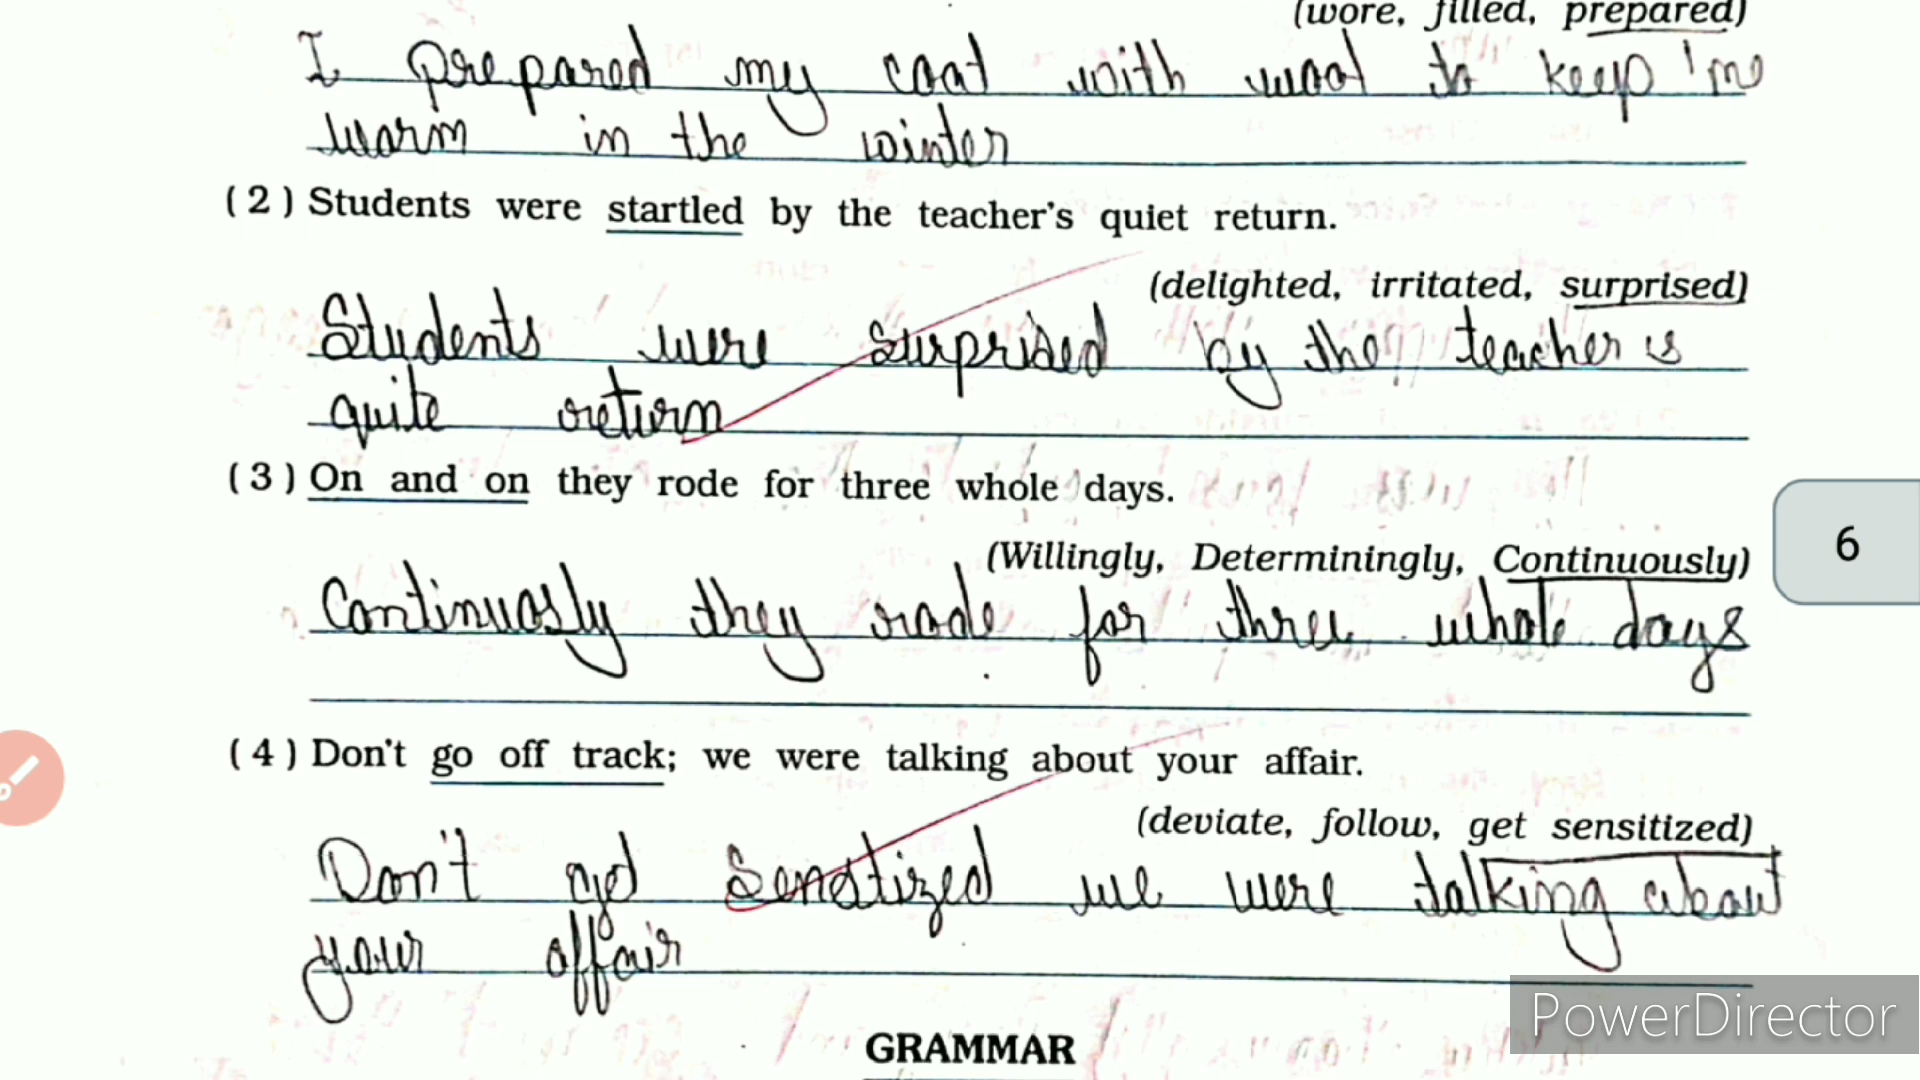 (wore, filled, prepared)
I prepared my coat with wool to keep me
warm in the winter
(2) Students were startled by the teacher's quiet return.
(delighted, irritated, surprised)
Students were surprised by the teacher is
quite return
(3) On and on they rode for three whole days.
(Willingly, Determiningly, Continuously)
6
Continuosly they rode for three whole days
(4) Don't go off track; we were talking about your affair.
(deviate, follow, get sensitized)
Don't get Senstized we were talking about
your affair
PowerDirector
GRAMMAR